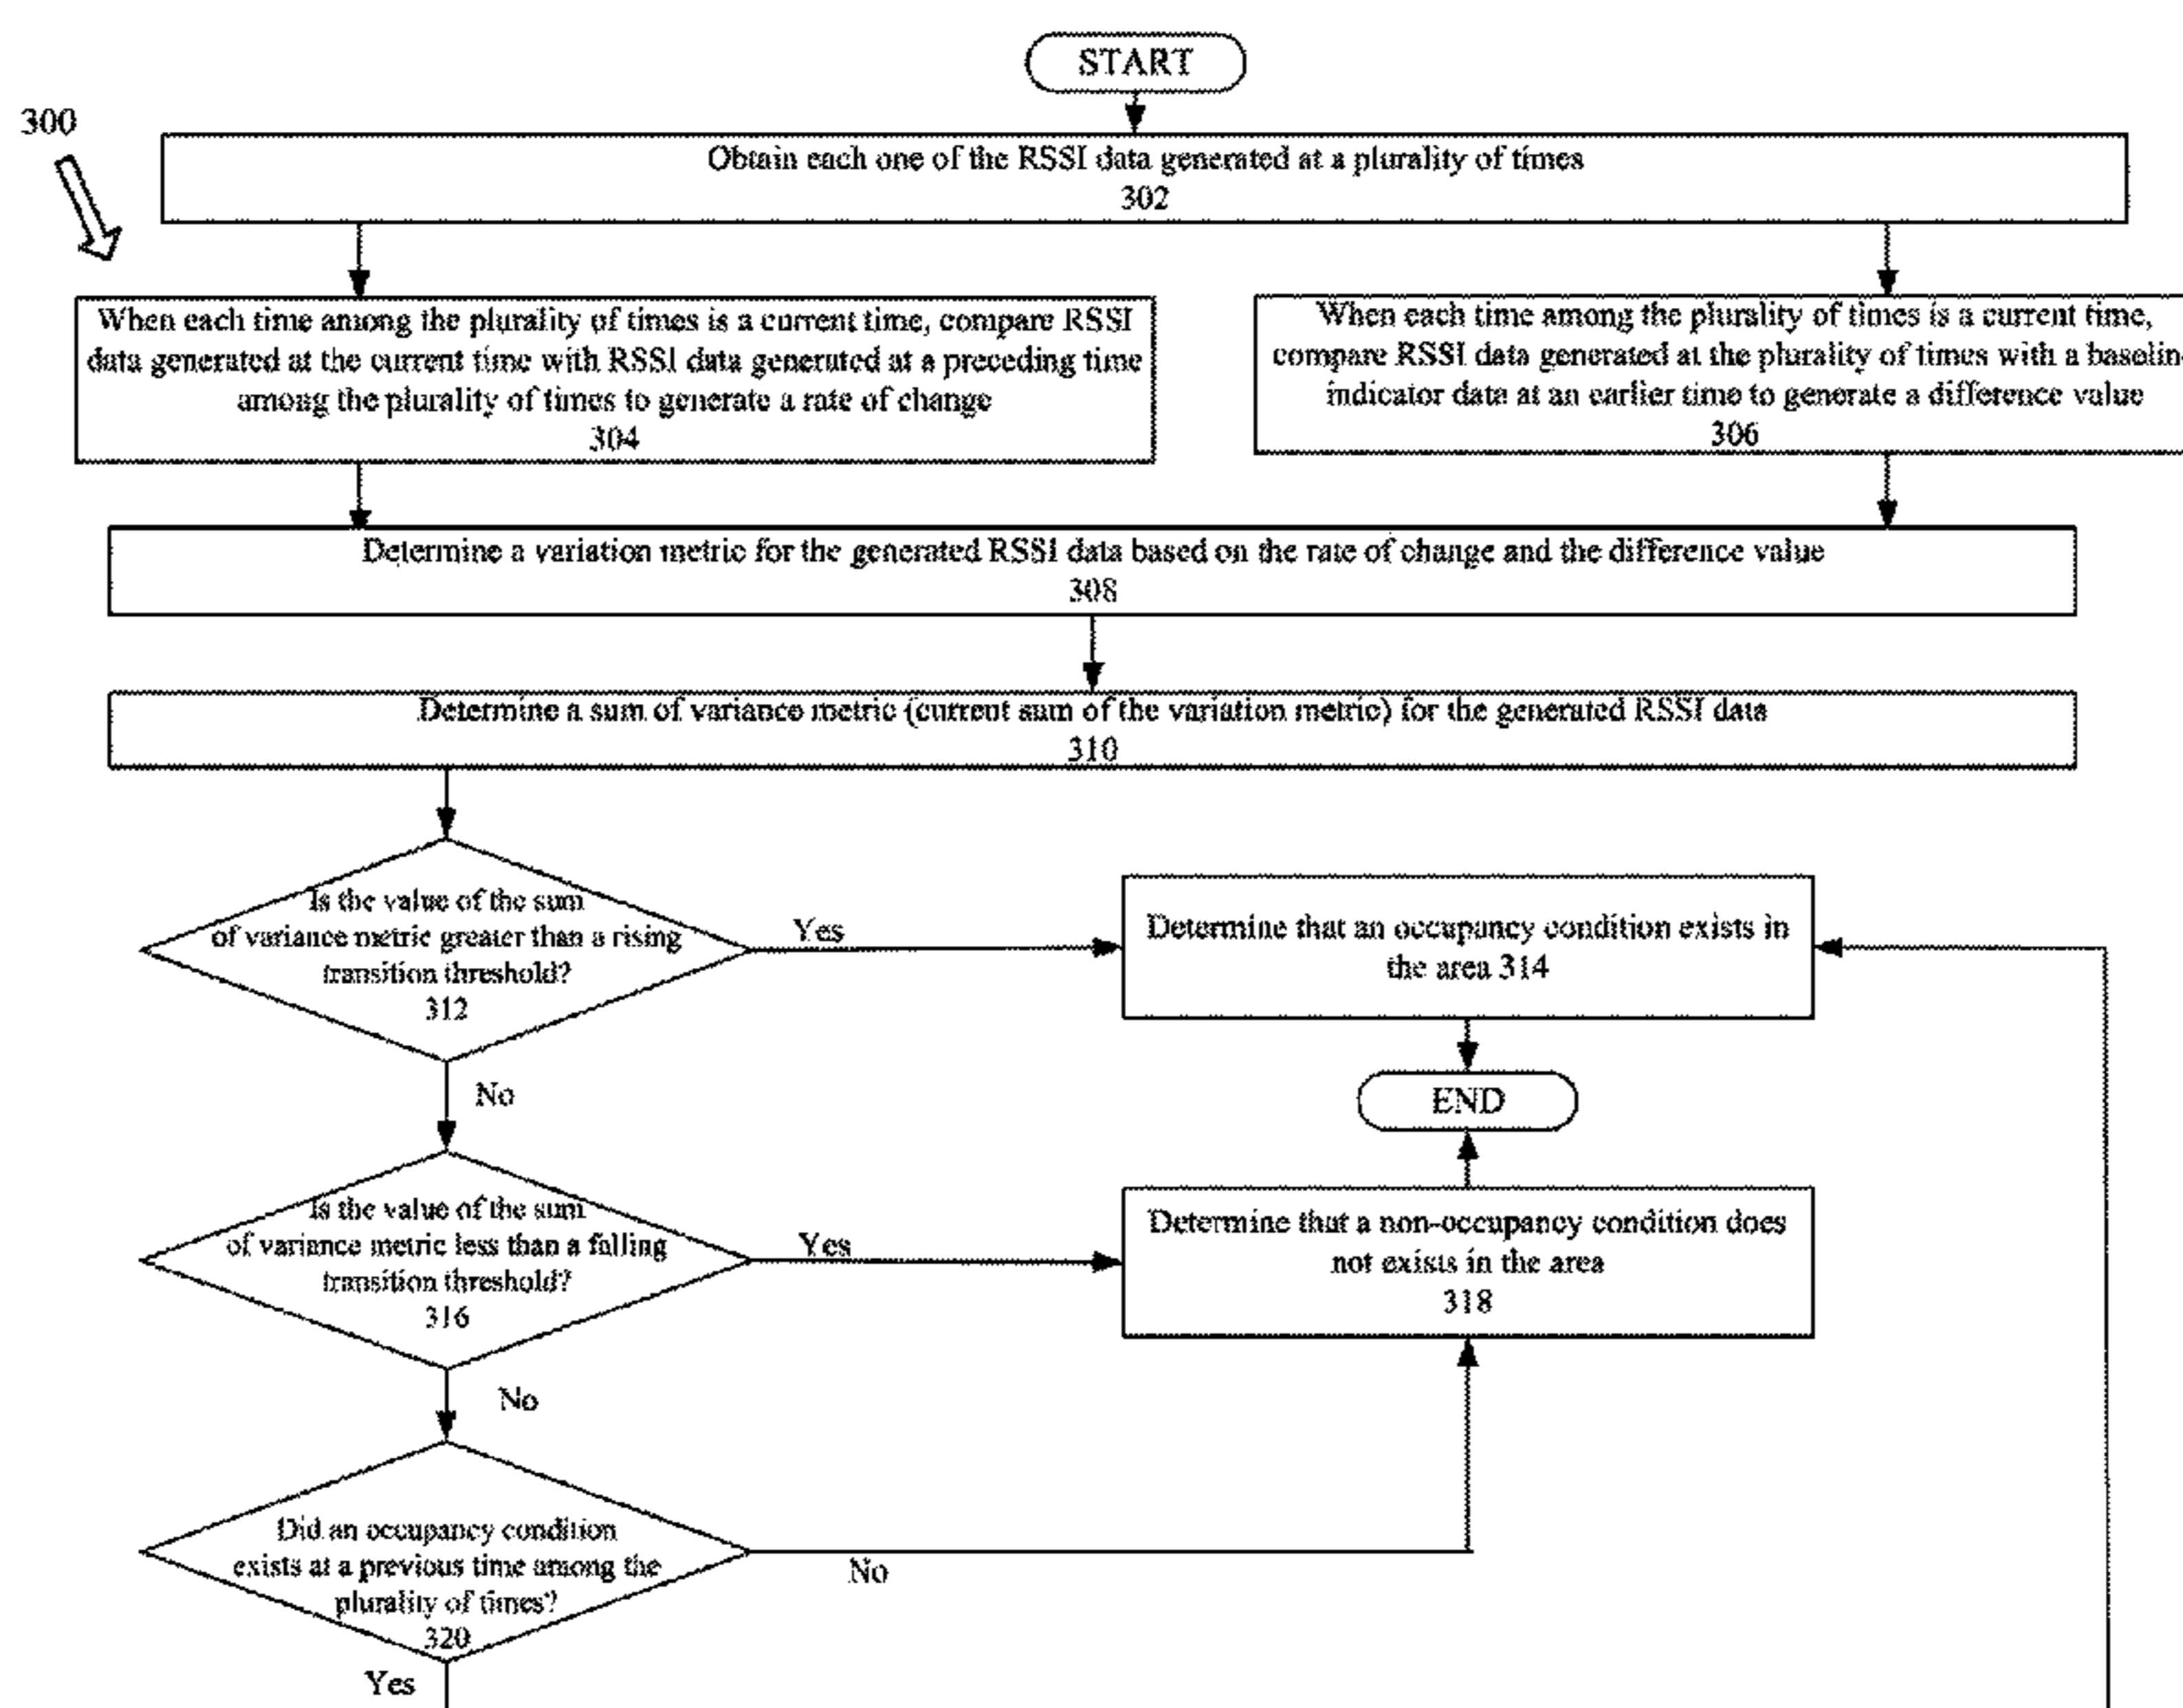 START
300
Obtain each one of the RSSI data generated at a plurality of times
302
When each time among the plurality of times is a current time, compare RSSI
data generated at the current time with RSSI data generated at a preceding time
among the plurality of times to generate a rate of change
304
When each time among the plurality of times is a current time,
compare RSSI data generated at the plurality of times with a baselin
indicator data at an earlier time to generate a difference value
306
Determine a variation metric for the generated RSSI data based on the rate of change and the difference value
308
Determine a sum of variance metric (current sum of the variation metric) for the generated RSSI data
310
Is the value of the sum
of variance metric greater than a rising
transition threshold?
312
Yes
Determine that an occupancy condition exists in
the area 314
No
END
Is the value of the sum
of variance metric less than a falling
transition threshold?
316
Yes
Determine that a non-occupancy condition does
not exists in the area
318
No
Did an occupancy condition
exists at a previous time among the
plurality of times?
320
No
Yes